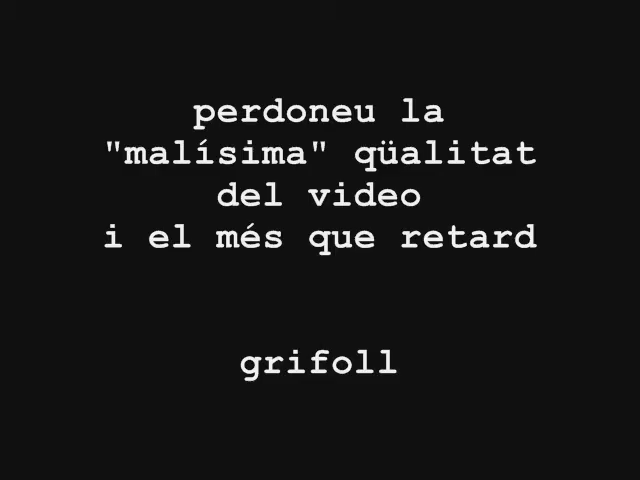 perdoneu la
"malísima" qüalitat
del video
i el més que retard
grifoll